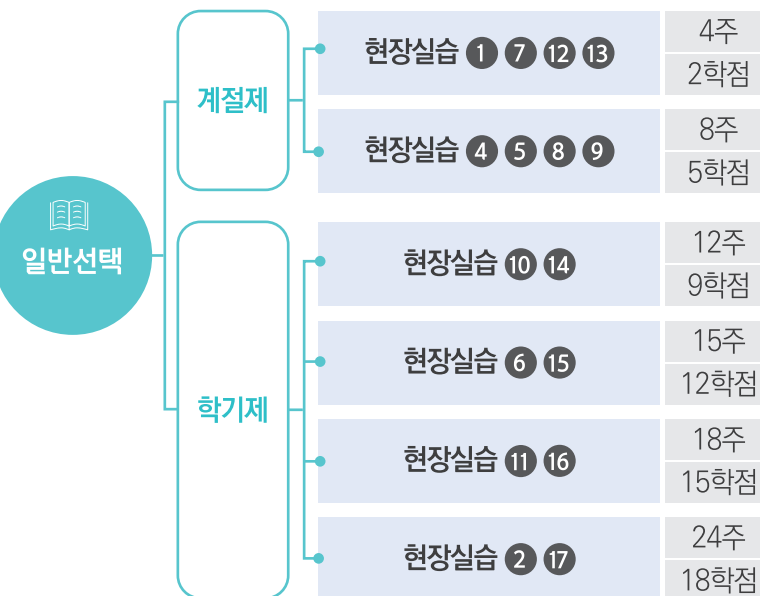 일반선택
계절제
현장실습 1 7 12 13
4주
2학점
현장실습 4 5 8 9
8주
5학점
학기제
현장실습 10 14
12주
9학점
현장실습 6 15
15주
12학점
현장실습 11 16
18주
15학점
현장실습 2 17
24주
18학점